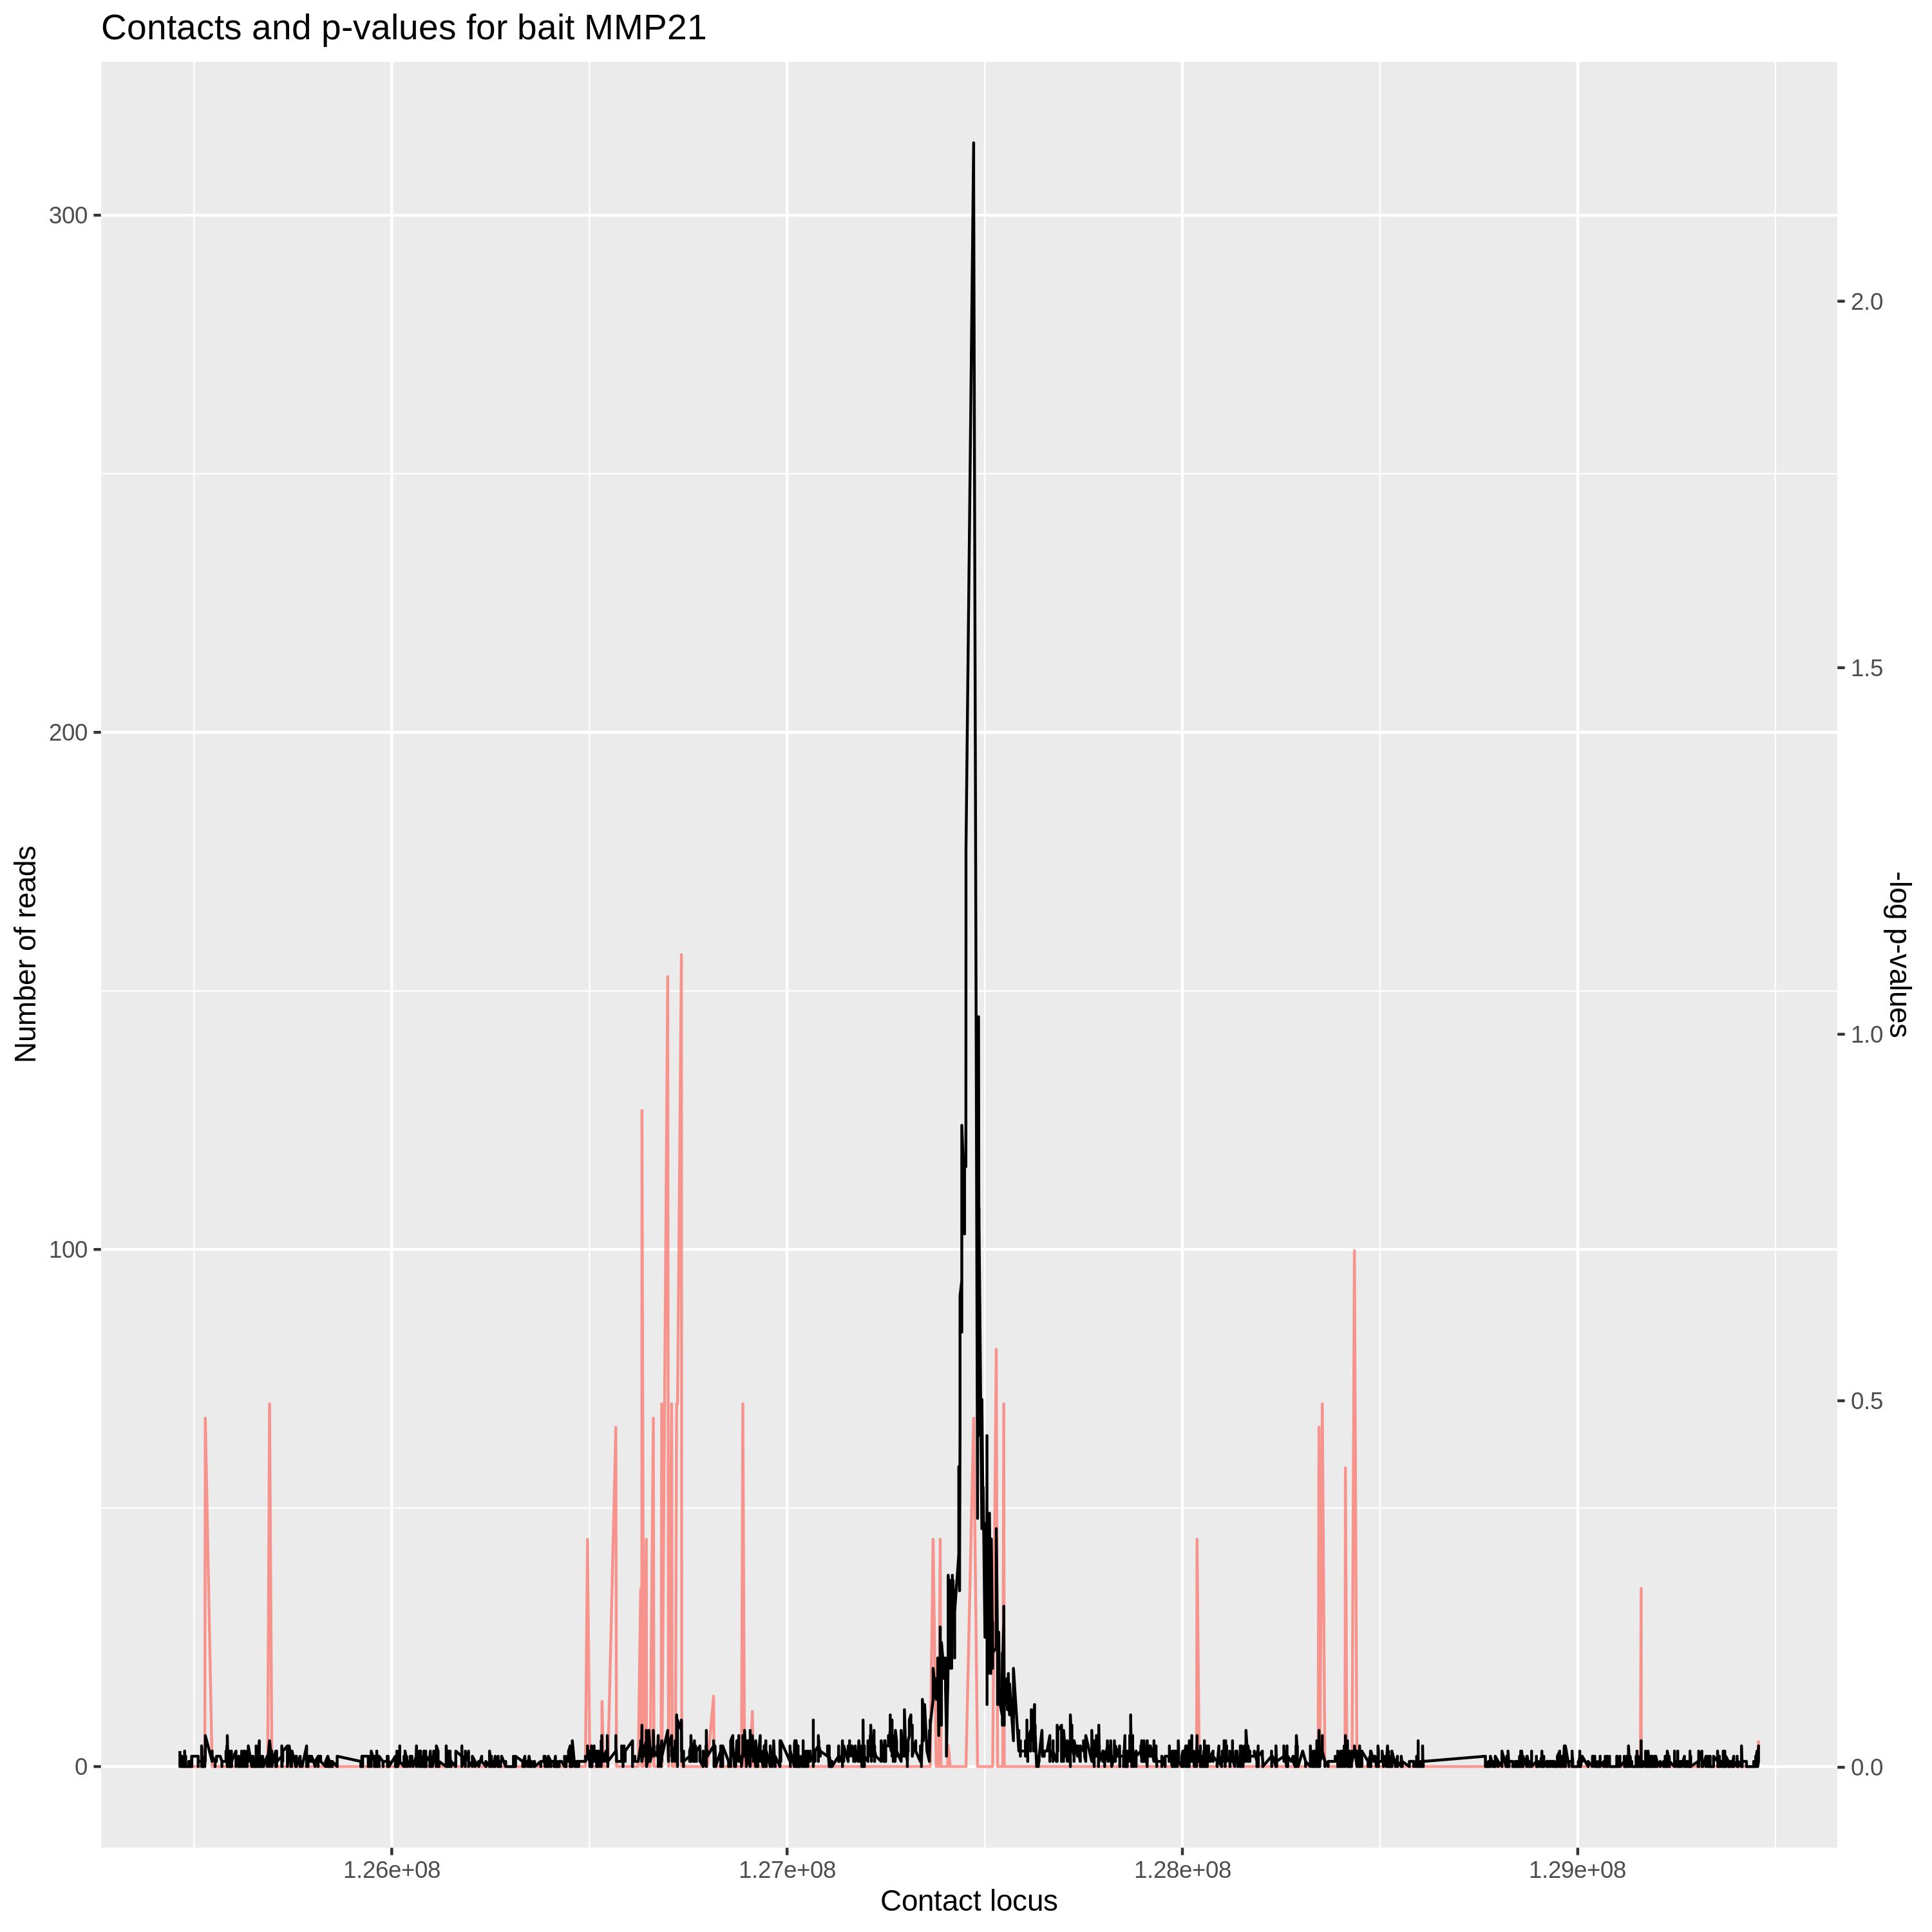 Contacts and p-values for bait MMP21
300
200
100
0
Number of reads
2.0
1.5
1.0
0.5
0.0
-log p-values
1.26e+08
1.27e+08
1.28e+08
1.29e+08
Contact locus